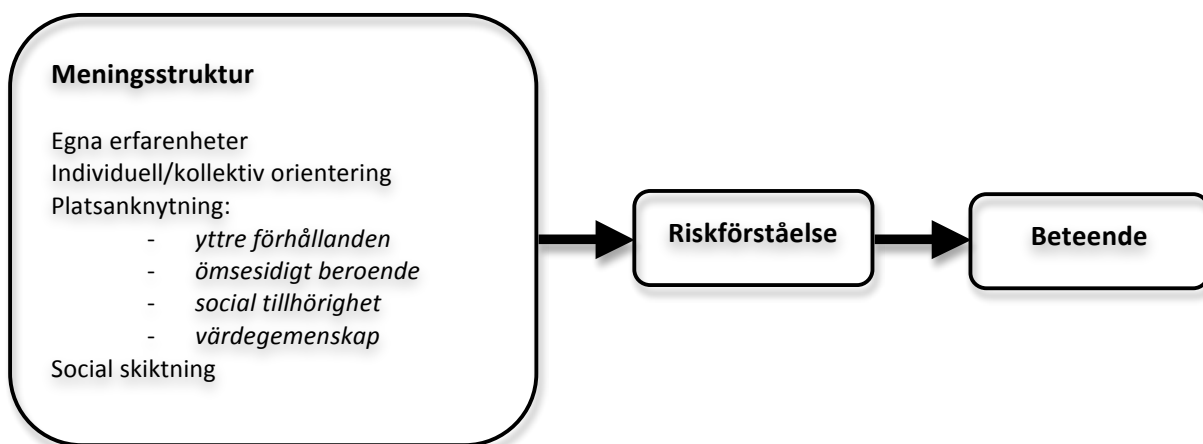 Meningsstruktur
Egna erfarenheter
Individuell/kollektiv orientering
Platsanknytning:
- yttre förhållanden
- ömsesidigt beroende
- social tillhörighet
- värdegemenskap
Social skiktning
Riskförståelse
Beteende